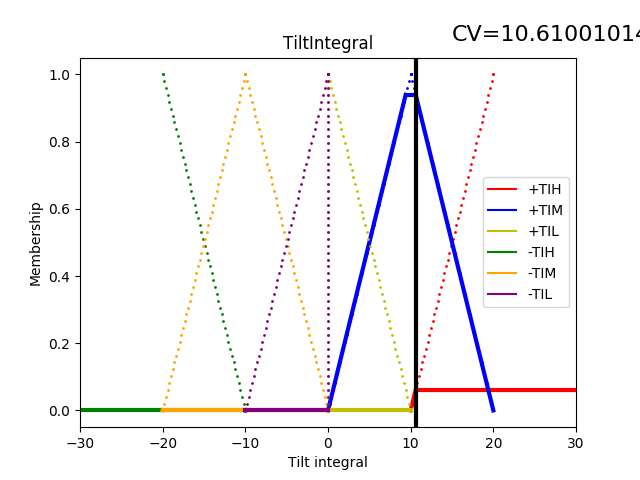 CV=10.61001014
TiltIntegral
1.0
0.8
0.6
0.4
0.2
0.0
Membership
+TIH
+TIM
+TIL
-TIH
-TIM
-TIL
−30 −20 −10 0 10 20 30
Tilt integral